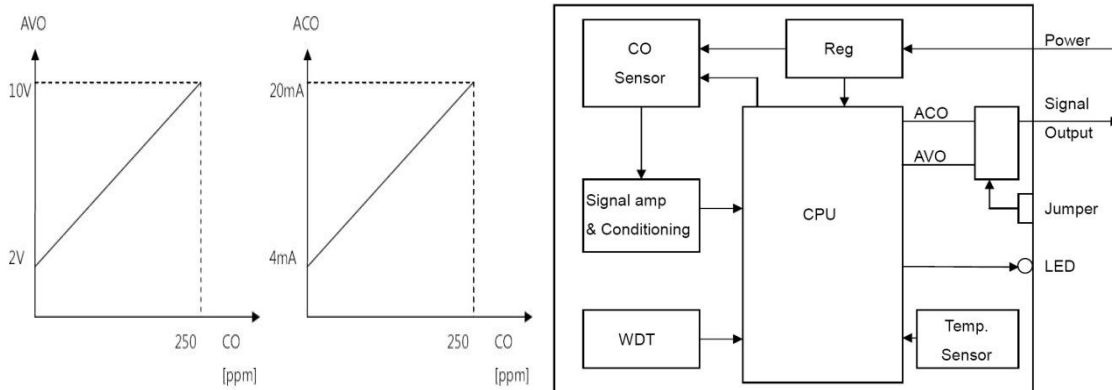 AVO
10V
2V
250 CO
[ppm]
ACO
20mA
4mA
250 CO
[ppm]
CO
Sensor
Reg
Power
ACO
AVO
Signal
Output
Signal amp
& Conditioning
CPU
Jumper
LED
WDT
Temp.
Sensor